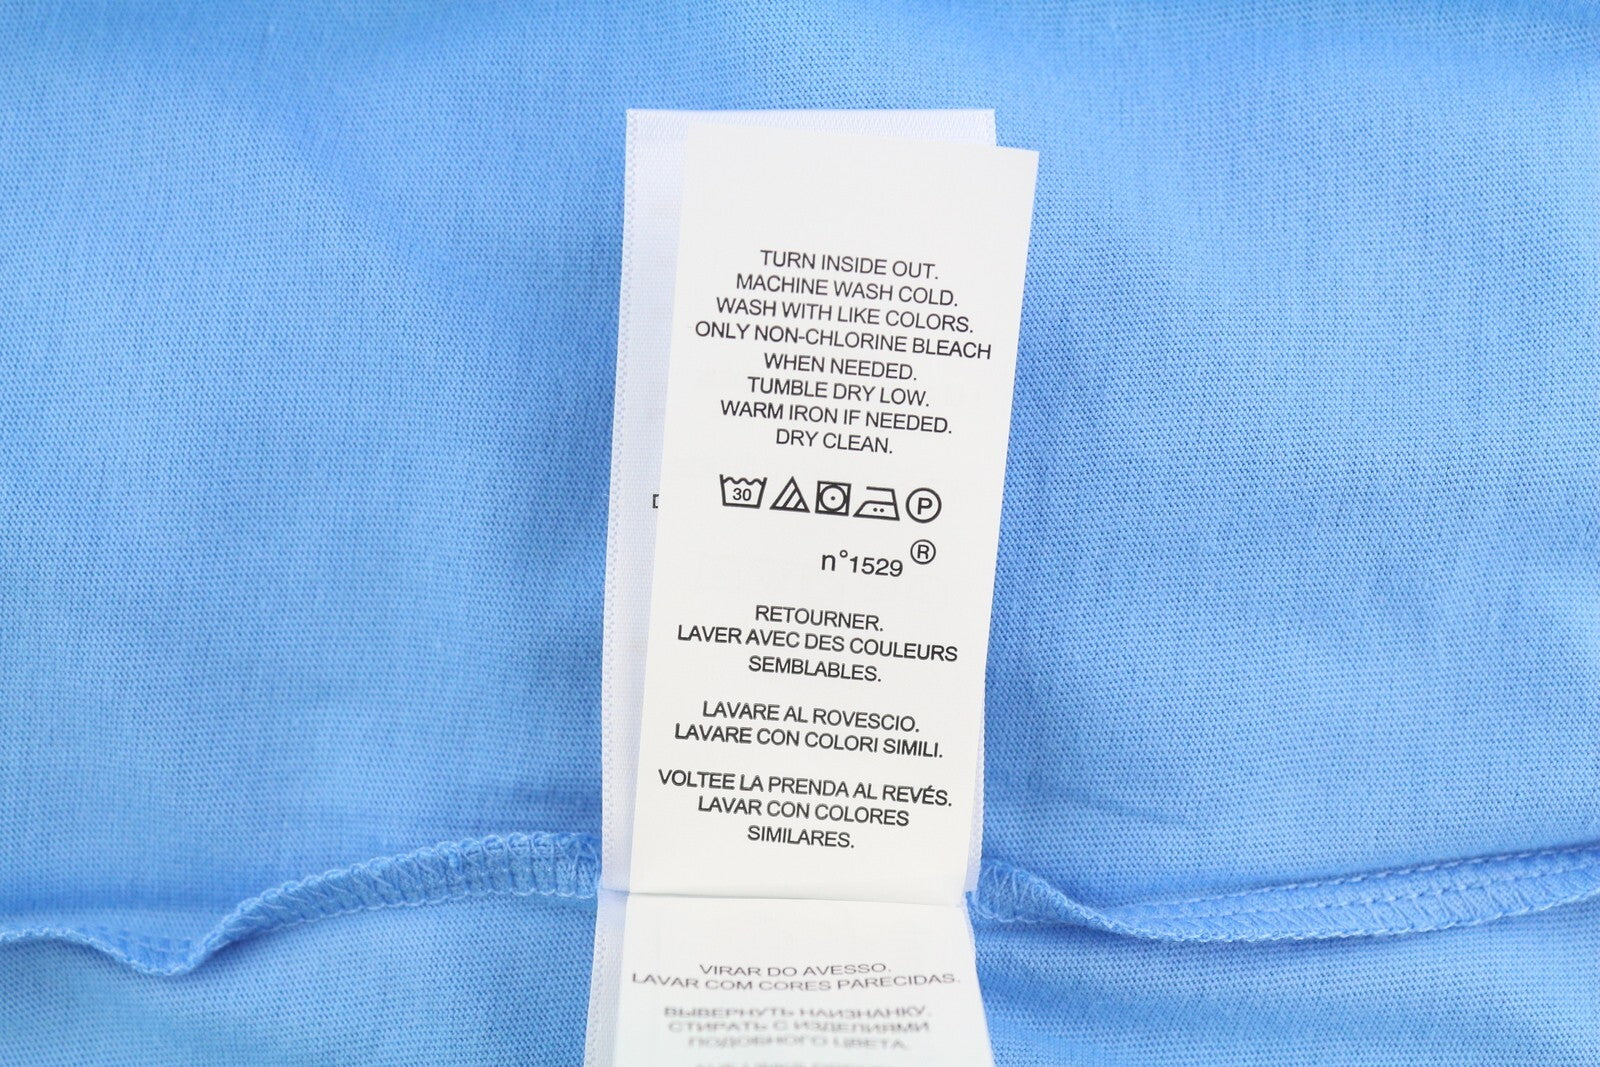 TURN INSIDE OUT.
MACHINE WASH COLD.
WASH WITH LIKE COLORS.
ONLY NON-CHLORINE BLEACH
WHEN NEEDED.
TUMBLE DRY LOW.
WARM IRON IF NEEDED.
DRY CLEAN.
30 P
n°1529 ®
RETOURNER.
LAVER AVEC DES COULEURS
SEMBLABLES.
LAVARE AL ROVESCIO.
LAVARE CON COLORI SIMILI.
VOLTEE LA PRENDA AL REVÉS.
LAVAR CON COLORES
SIMILARES.
VIRAR DO AVESSO.
LAVAR COM CORES PARECIDAS.
ВЫВЕРНУТЬ НАИЗНАНКУ.
СТИРАТЬ С ИЗДЕЛИЯМИ
ПОДОБНОГО ЦВЕТА.